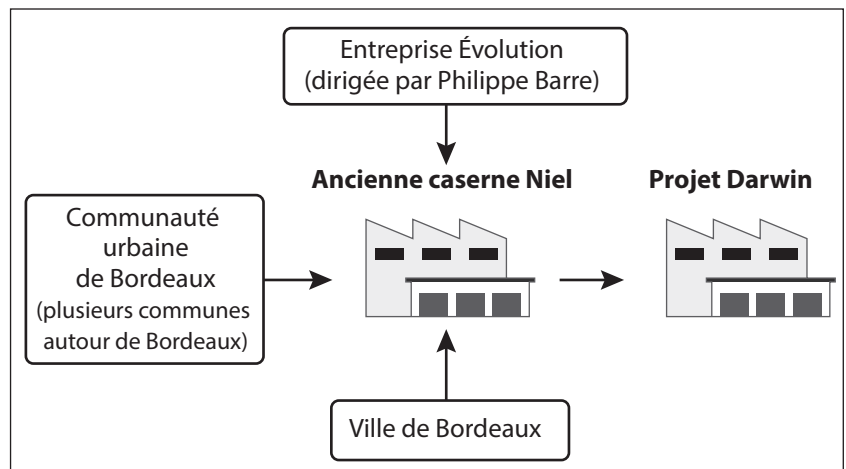 Entreprise Évolution
(dirigée par Philippe Barre)
Ancienne caserne Niel
Projet Darwin
Communauté
urbaine
de Bordeaux
(plusieurs communes
autour de Bordeaux)
Ville de Bordeaux